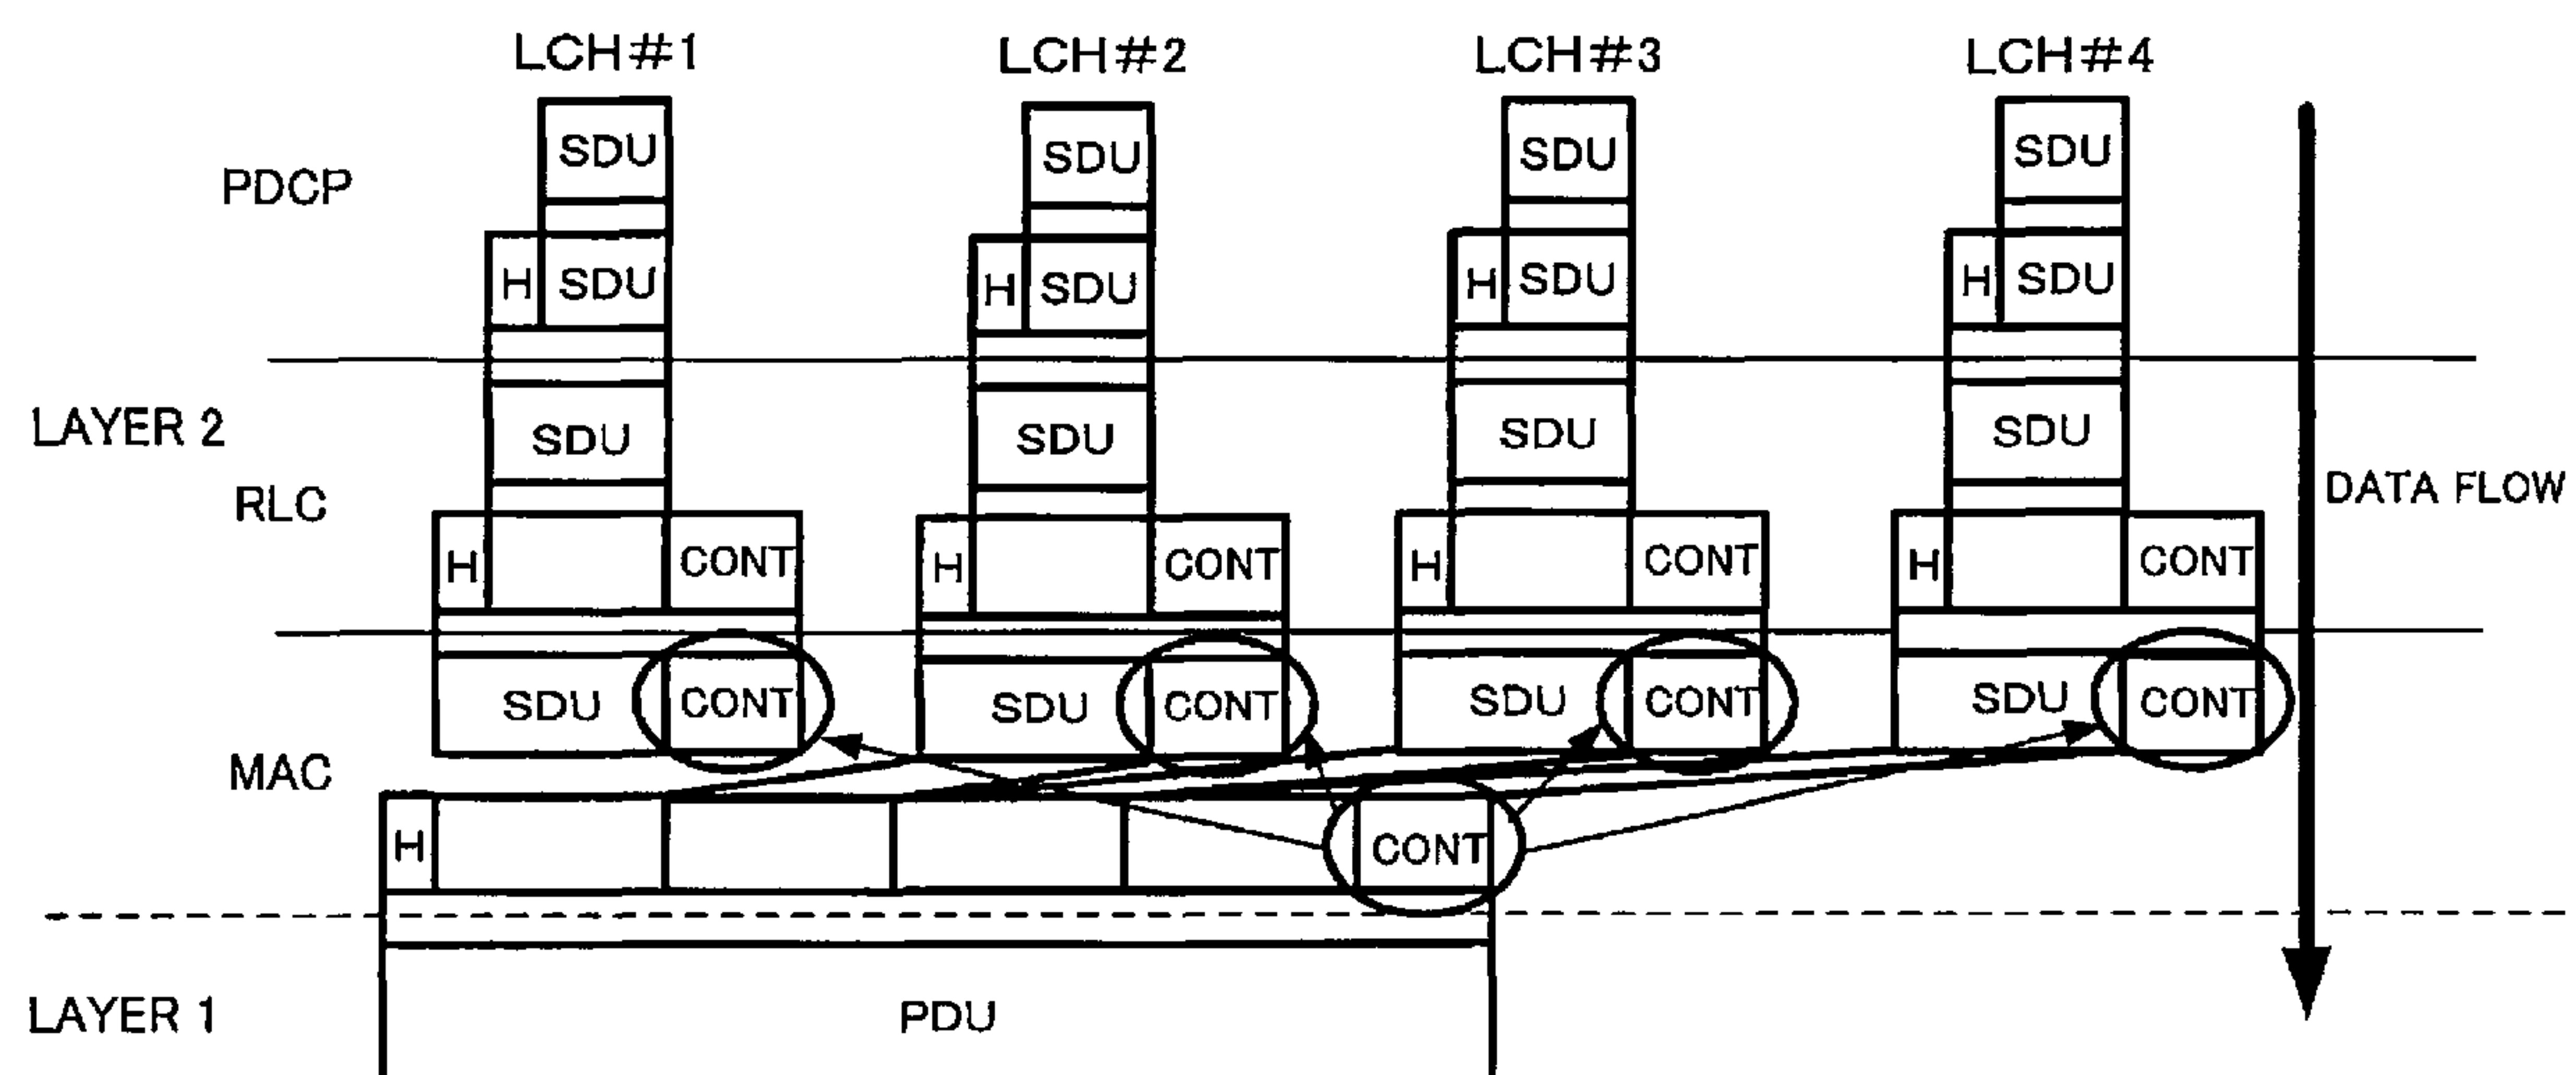 LCH#1 LCH#2 LCH#3 LCH#4
SDU SDU SDU SDU
PDCP
H SDU H SDU H SDU H SDU
LAYER 2 SDU SDU SDU SDU
RLC DATA FLOW
H CONT H CONT H CONT H CONT
SDU CONT SDU CONT SDU CONT SDU CONT
MAC
H CONT
LAYER 1 PDU